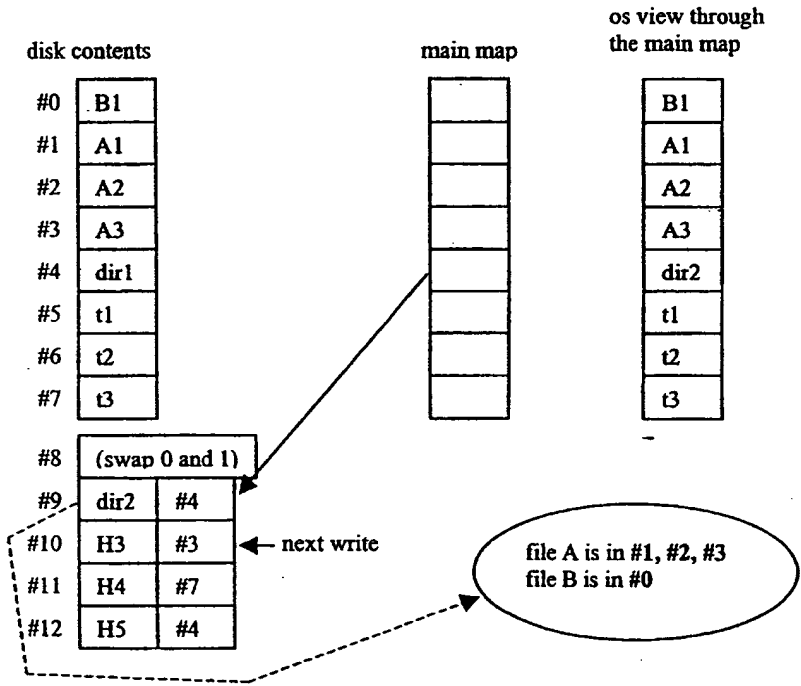 os view through
the main map
disk contents
main map
#0 B1 B1
#1 A1 A1
#2 A2 A2
#3 A3 A3
#4 dir1 dir2
#5 t1 t1
#6 t2 t2
#7 t3 t3
#8 (swap 0 and 1)
#9 dir2 #4
#10 H3 #3 next write
#11 H4 #7
#12 H5 #4
file A is in #1, #2, #3
file B is in #0